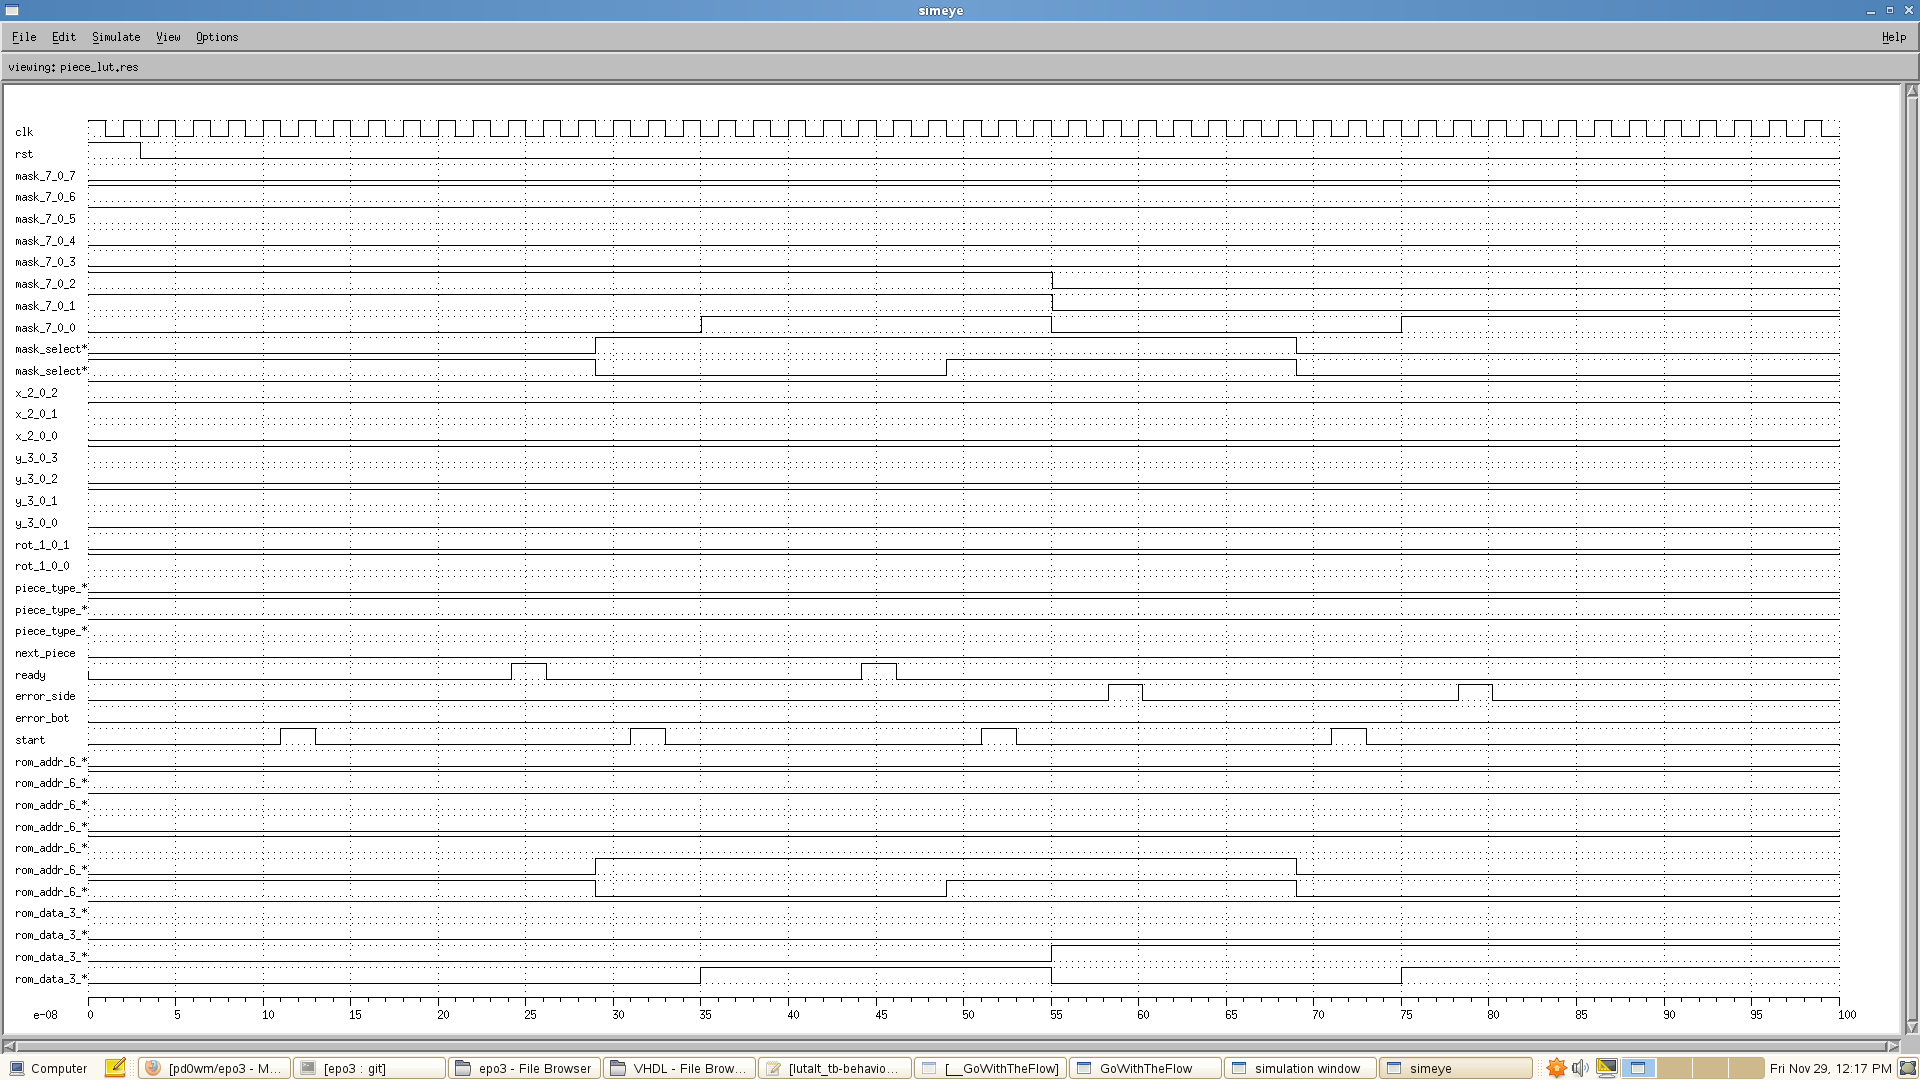 simeye
File Edit Simulate View Options Help
viewing: piece_lut.res
clk
rst
mask_7_0_7
mask_7_0_6
mask_7_0_5
mask_7_0_4
mask_7_0_3
mask_7_0_2
mask_7_0_1
mask_7_0_0
mask_select*
mask_select*
x_2_0_2
x_2_0_1
x_2_0_0
y_3_0_3
y_3_0_2
y_3_0_1
y_3_0_0
rot_1_0_1
rot_1_0_0
piece_type_*
piece_type_*
piece_type_*
next_piece
ready
error_side
error_bot
start
rom_addr_6_*
rom_addr_6_*
rom_addr_6_*
rom_addr_6_*
rom_addr_6_*
rom_addr_6_*
rom_addr_6_*
rom_data_3_*
rom_data_3_*
rom_data_3_*
rom_data_3_*
e-08 0 5 10 15 20 25 30 35 40 45 50 55 60 65 70 75 80 85 90 95 100
Computer [pd0wm/epo3 - M... [epo3 : git] epo3 - File Browser VHDL - File Brow... [lutalt_tb-behavio... [__GoWithTheFlow] GoWithTheFlow simulation window simeye Fri Nov 29, 12:17 PM